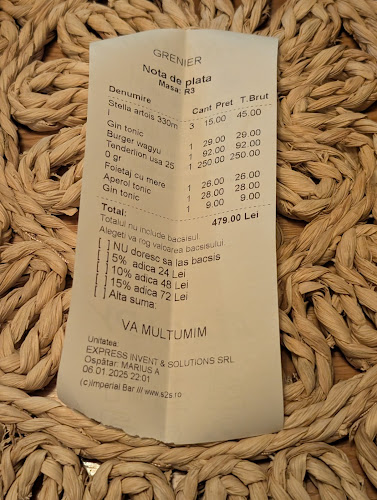 GRENIER
Nota de plata
Masa: R3
Denumire Cant Pret T.Brut
Stella artois 330m 3 15.00 45.00
l
Gin tonic 1 29.00 29.00
Burger wagyu 1 92.00 92.00
Tenderlion usa 25 1 250.00 250.00
0 gr
Foietaj cu mere 1 26.00 26.00
Aperol tonic 1 28.00 28.00
Gin tonic 1 9.00 9.00
Total: 479.00 Lei
Totalul nu include bacsisul.
Alegeti va rog valoarea bacsisului.
[ ] NU doresc sa las bacsis
[ ] 5% adica 24 Lei
[ ] 10% adica 48 Lei
[ ] 15% adica 72 Lei
[ ] Alta suma:
VA MULTUMIM
Unitatea:
EXPRESS INVENT & SOLUTIONS SRL
Ospătar: MARIUS A
06.01.2025 22:01
(c)Imperial Bar /// www.s2s.ro